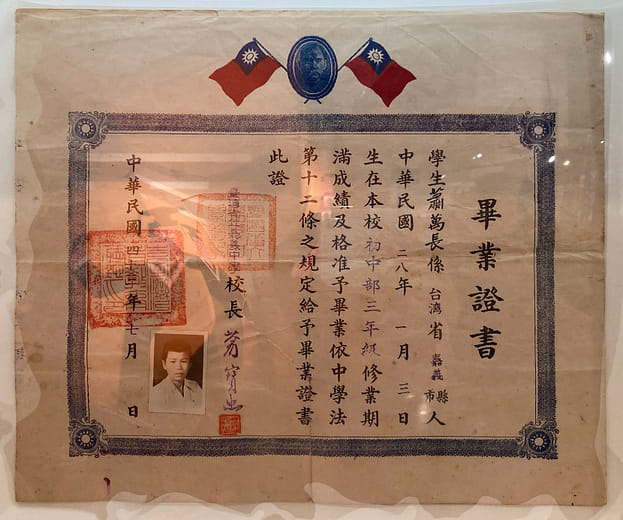 畢業證書
學生蕭萬長係台湾省嘉義縣市人
中華民國二八年一月三日
生在本校初中部三年級修業期
滿成績及格准予畢業依中學法
第十二條之規定給予畢業證書
此證
校長
中華民國四年七月日